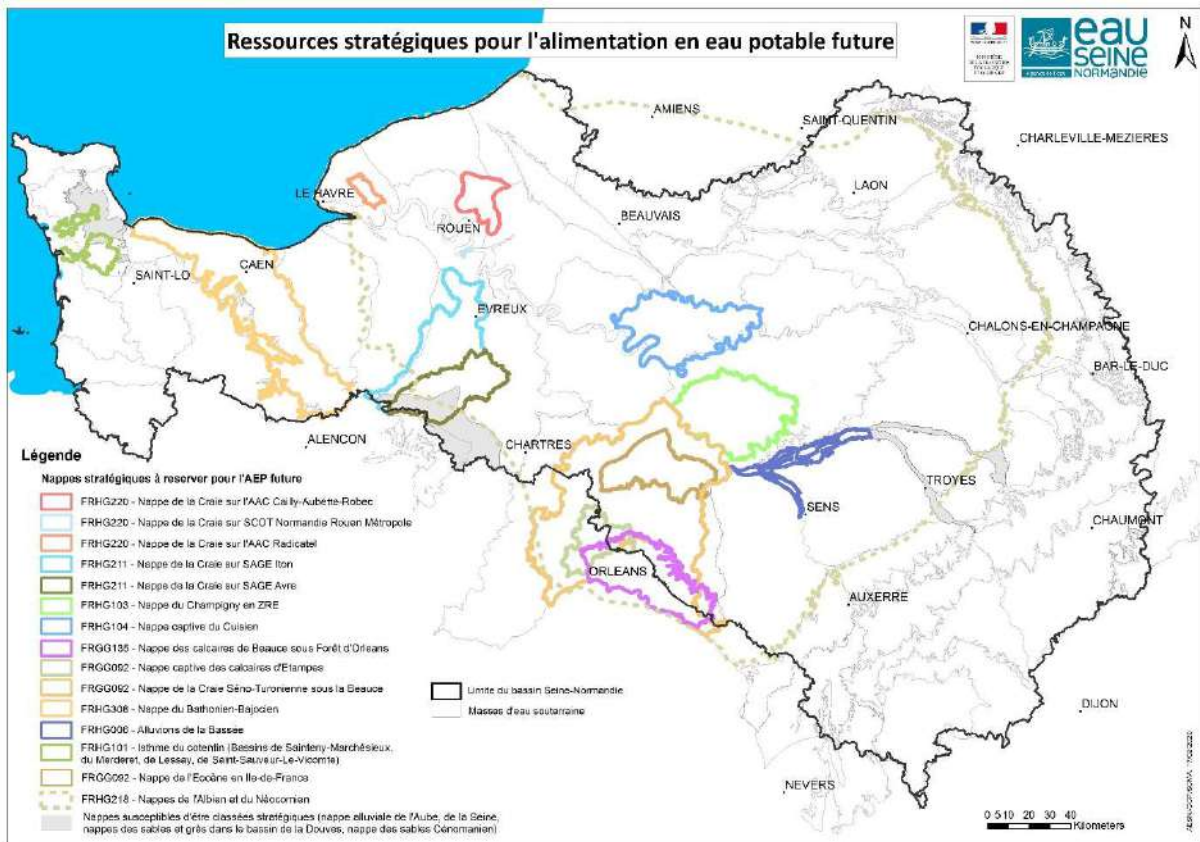 Ressources stratégiques pour l'alimentation en eau potable future
eau
SEINE
NORMANDIE
N
AMIENS
SAINT-QUENTIN
CHARLEVILLE-MEZIERES
LAON
LE HAVRE
ROUEN
BEAUVAIS
SAINT-LO
CAEN
EVREUX
CHALONS-EN-CHAMPAGNE
BAR-LE-DUC
ALENCON
CHARTRES
TROYES
SENS
CHAUMONT
ORLEANS
AUXERRE
DIJON
NEVERS
Légende
Nappes stratégiques à reserver pour l'AEP future
FRHG220 - Nappe de la Craie sur l'AAC Cailly-Aubette-Robec
FRHG220 - Nappe de la Craie sur SCOT Normandie Rouen Métropole
FRHG220 - Nappe de la Craie sur l'AAC Radicatel
FRHG211 - Nappe de la Craie sur SAGE Iton
FRHG211 - Nappe de la Craie sur SAGE Avre
FRHG103 - Nappe du Champigny en ZRE
FRHG104 - Nappe captive du Cuisien
FRGG135 - Nappe des calcaires de Beauce sous Forêt d'Orleans
FRGG092 - Nappe captive des calcaires d'Etampes
FRGG092 - Nappe de la Craie Séno-Turonienne sous la Beauce
FRHG308 - Nappe du Bathonien-Bajocien
FRHG006 - Alluvions de la Bassée
FRHG101 - Isthme du cotentin (Bassins de Sainteny-Marchésieux,
du Merderet, de Lessay, de Saint-Sauveur-Le-Vicomte)
FRGG092 - Nappe de l'Eocène en Ile-de-France
FRHG218 - Nappes de l'Albien et du Néocomien
Nappes susceptibles d'être classées stratégiques (nappe alluviale de l'Aube, de la Seine,
nappes des sables et grés dans le bassin de la Douves, nappe des sables Cénomanien)
Limite du bassin Seine-Normandie
Masses d'eau souterraine
0 5 10 20 30 40
Kilometers